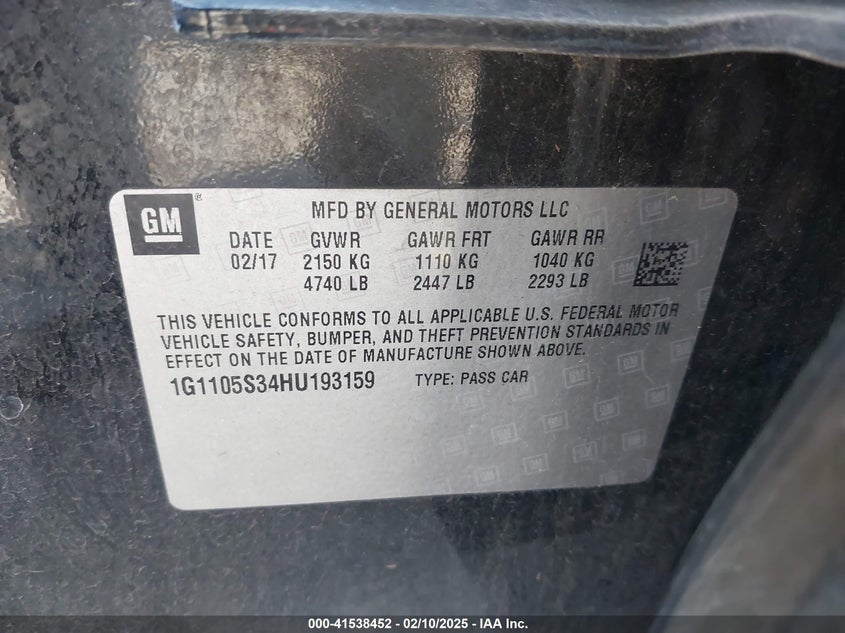 GM ®
MFD BY GENERAL MOTORS LLC
DATE GVWR GAWR FRT GAWR RR
02/17 2150 KG 1110 KG 1040 KG
4740 LB 2447 LB 2293 LB
THIS VEHICLE CONFORMS TO ALL APPLICABLE U.S. FEDERAL MOTOR
VEHICLE SAFETY, BUMPER, AND THEFT PREVENTION STANDARDS IN
EFFECT ON THE DATE OF MANUFACTURE SHOWN ABOVE.
1G1105S34HU193159 TYPE: PASS CAR
000-41538452 - 02/10/2025 - IAA Inc.